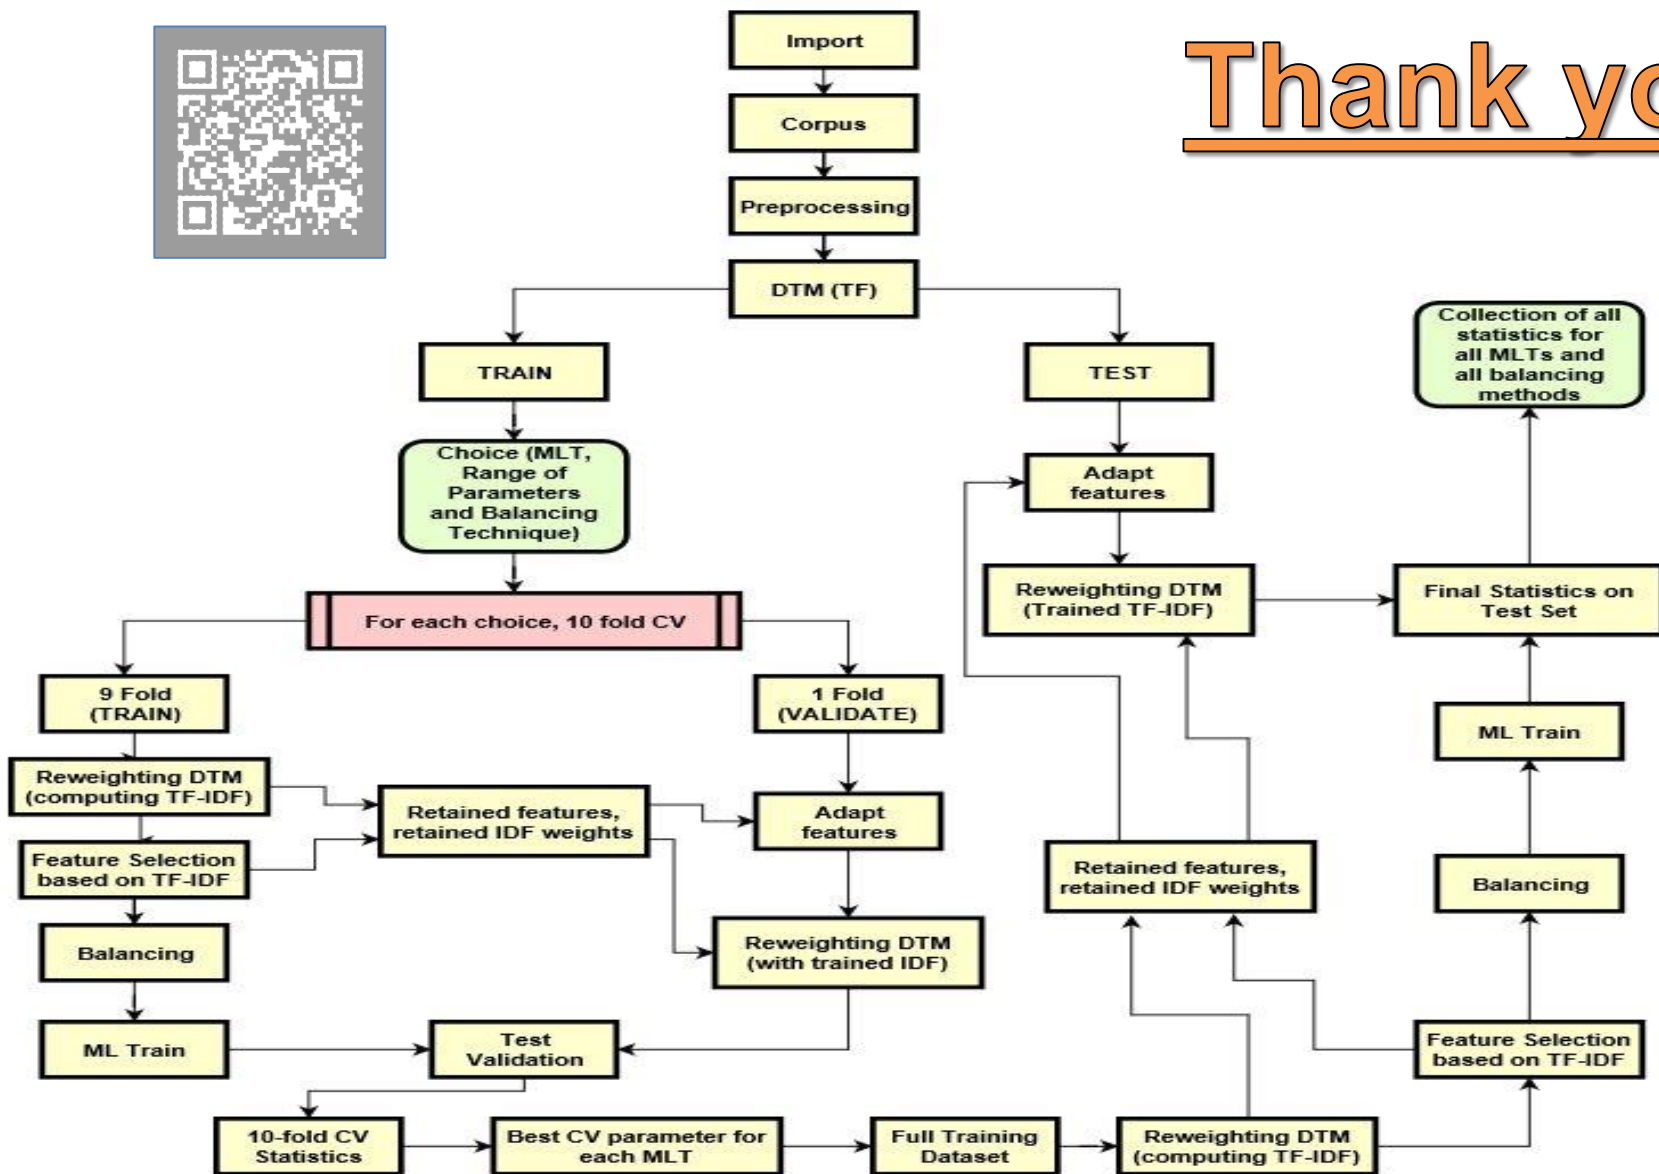 Thank yo
Import
Corpus
Preprocessing
DTM (TF)
TRAIN
TEST
Collection of all
statistics for
all MLTs and
all balancing
methods
Choice (MLT,
Range of
Parameters
and Balancing
Technique)
Adapt
features
For each choice, 10 fold CV
Reweighting DTM
(Trained TF-IDF)
Final Statistics on
Test Set
9 Fold
(TRAIN)
1 Fold
(VALIDATE)
ML Train
Reweighting DTM
(computing TF-IDF)
Retained features,
retained IDF weights
Adapt
features
Feature Selection
based on TF-IDF
Retained features,
retained IDF weights
Balancing
Balancing
Reweighting DTM
(with trained IDF)
ML Train
Test
Validation
Feature Selection
based on TF-IDF
10-fold CV
Statistics
Best CV parameter for
each MLT
Full Training
Dataset
Reweighting DTM
(computing TF-IDF)